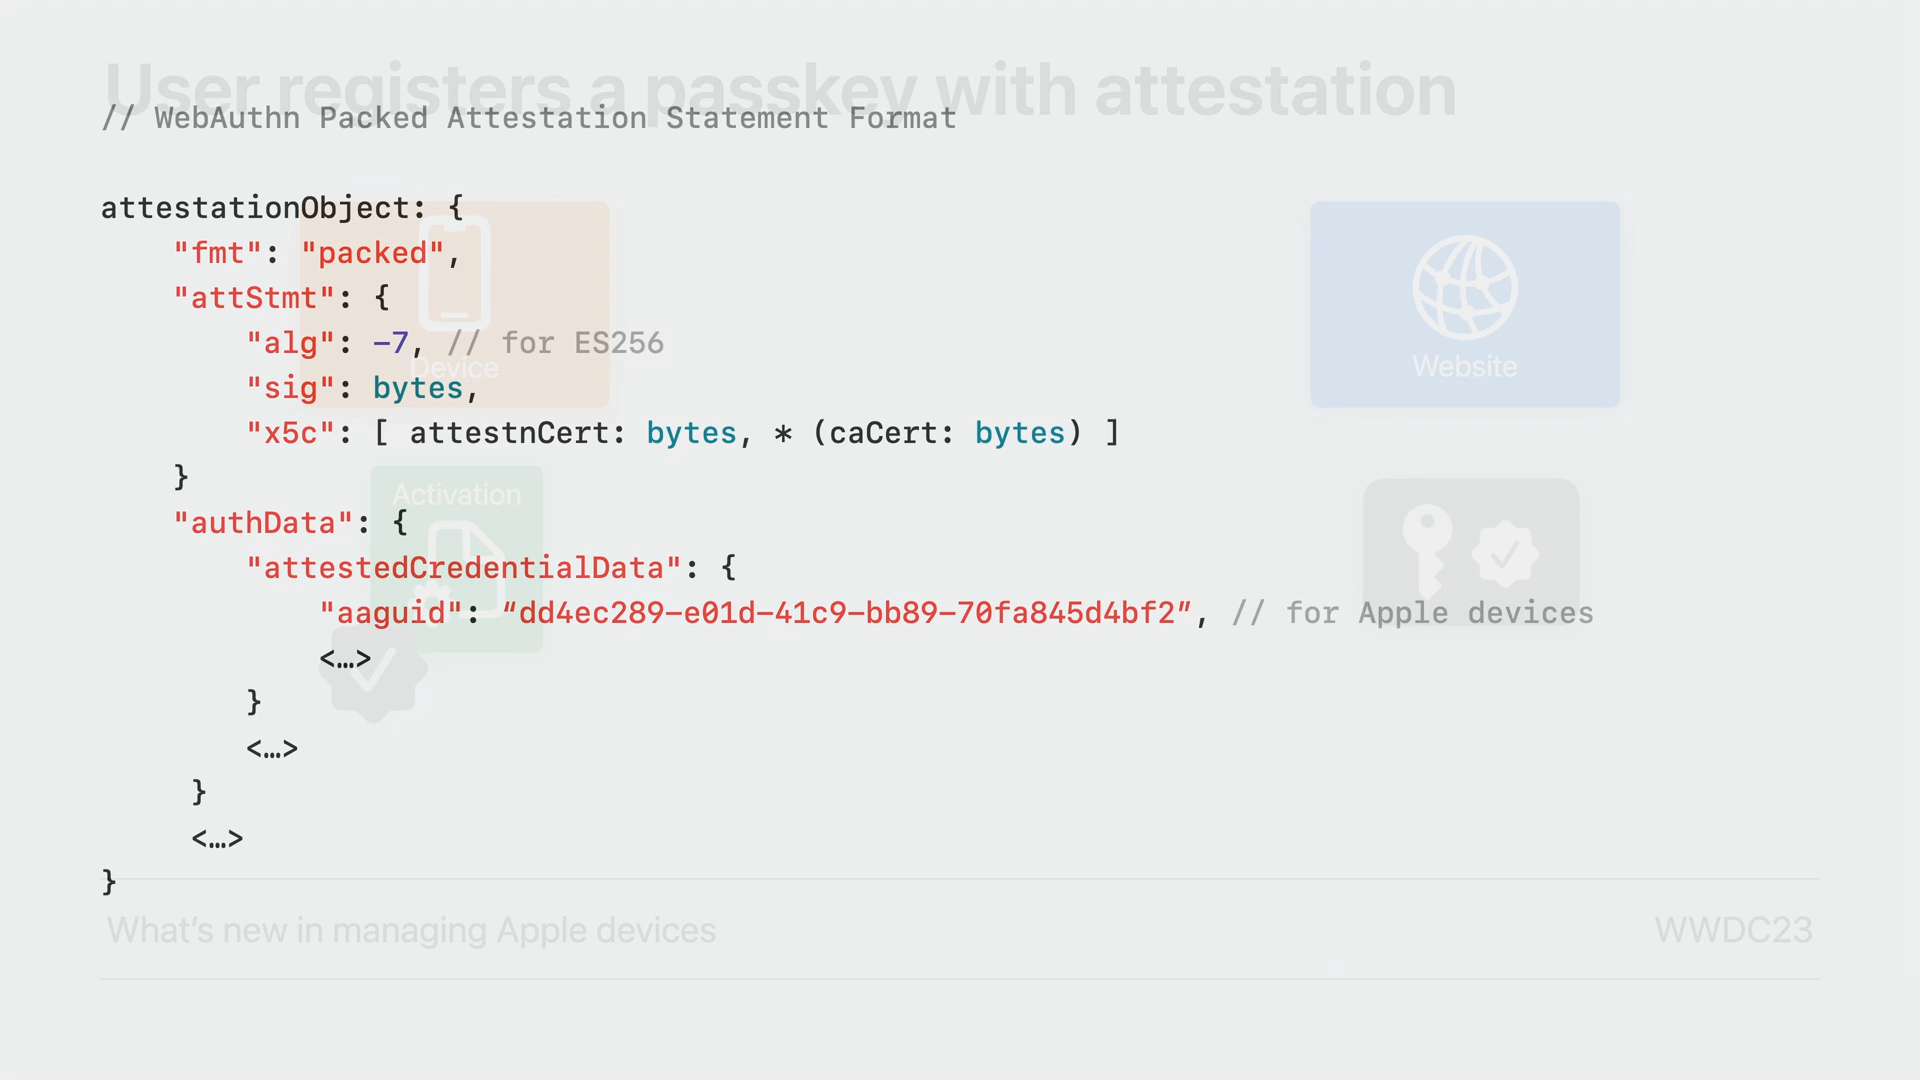 User registers a passkey with attestation
// WebAuthn Packed Attestation Statement Format
attestationObject: {
"fmt": "packed",
"attStmt": {
"alg": –7, // for ES256
Device
Website
"sig": bytes,
"x5c": [ attestnCert: bytes, * (caCert: bytes) ]
}
Activation
"authData": {
"attestedCredentialData": {
"aaguid": “dd4ec289–e01d–41c9–bb89–70fa845d4bf2”, // for Apple devices
<…>
}
<…>
}
<…>
}
What’s new in managing Apple devices
WWDC23